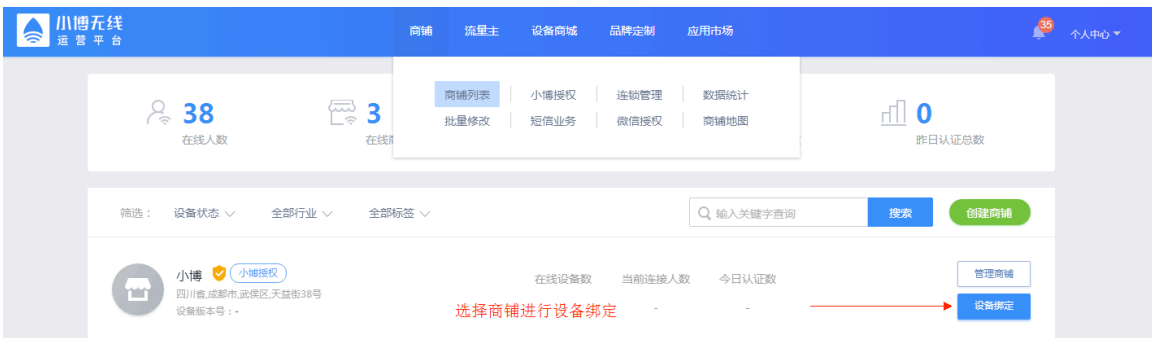 小博无线
运营平台
商铺 流量主 设备商城 品牌定制 应用市场
35
个人中心
商铺列表 小博授权 连锁管理 数据统计
批量修改 短信业务 微信授权 商铺地图
38
在线人数
3
在线
0
昨日认证总数
筛选： 设备状态 全部行业 全部标签
输入关键字查询 搜索 创建商铺
小博 小博授权
四川省,成都市,武侯区,天益街38号
设备版本号：-
在线设备数 当前连接人数 今日认证数
- -
选择商铺进行设备绑定
管理商铺
设备绑定